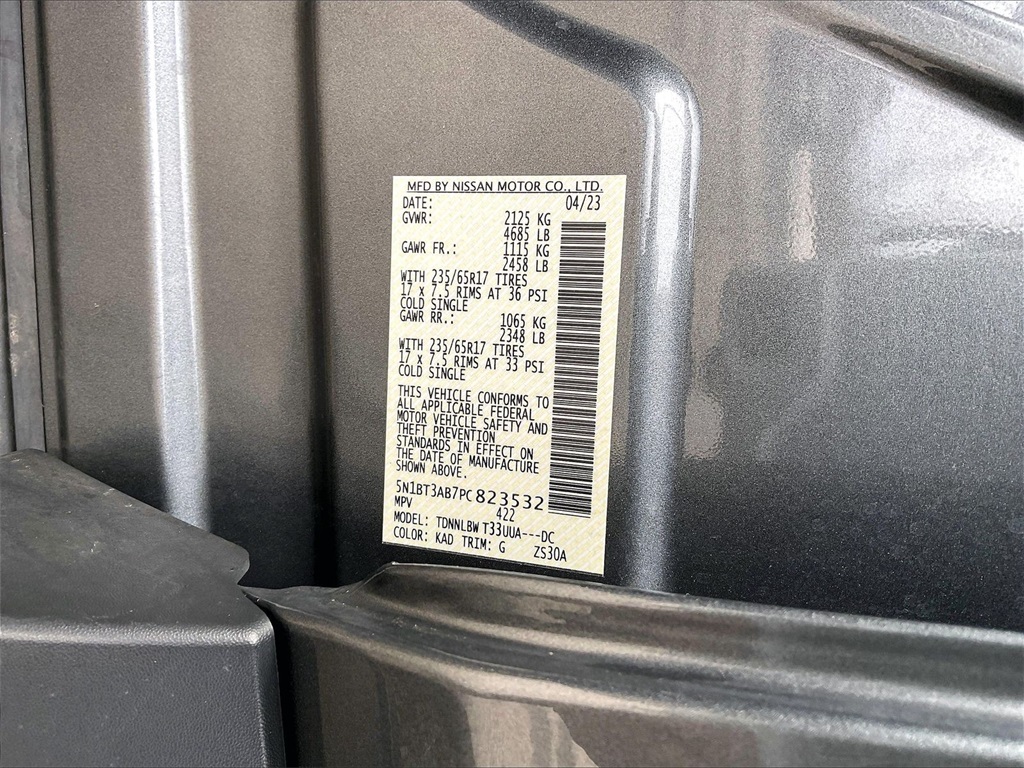 MFD BY NISSAN MOTOR CO., LTD.
DATE: 04/23
GVWR: 2125 KG
4685 LB
GAWR FR.: 1115 KG
2458 LB
WITH 235/65R17 TIRES
17 x 7.5 RIMS AT 36 PSI
COLD SINGLE
GAWR RR.: 1065 KG
2348 LB
WITH 235/65R17 TIRES
17 x 7.5 RIMS AT 33 PSI
COLD SINGLE
THIS VEHICLE CONFORMS TO
ALL APPLICABLE FEDERAL
MOTOR VEHICLE SAFETY AND
THEFT PREVENTION
STANDARDS IN EFFECT ON
THE DATE OF MANUFACTURE
SHOWN ABOVE.
5N1BT3AB7PC823532
MPV 422
MODEL: TDNNLBW T33UUA---DC
COLOR: KAD TRIM: G ZS30A